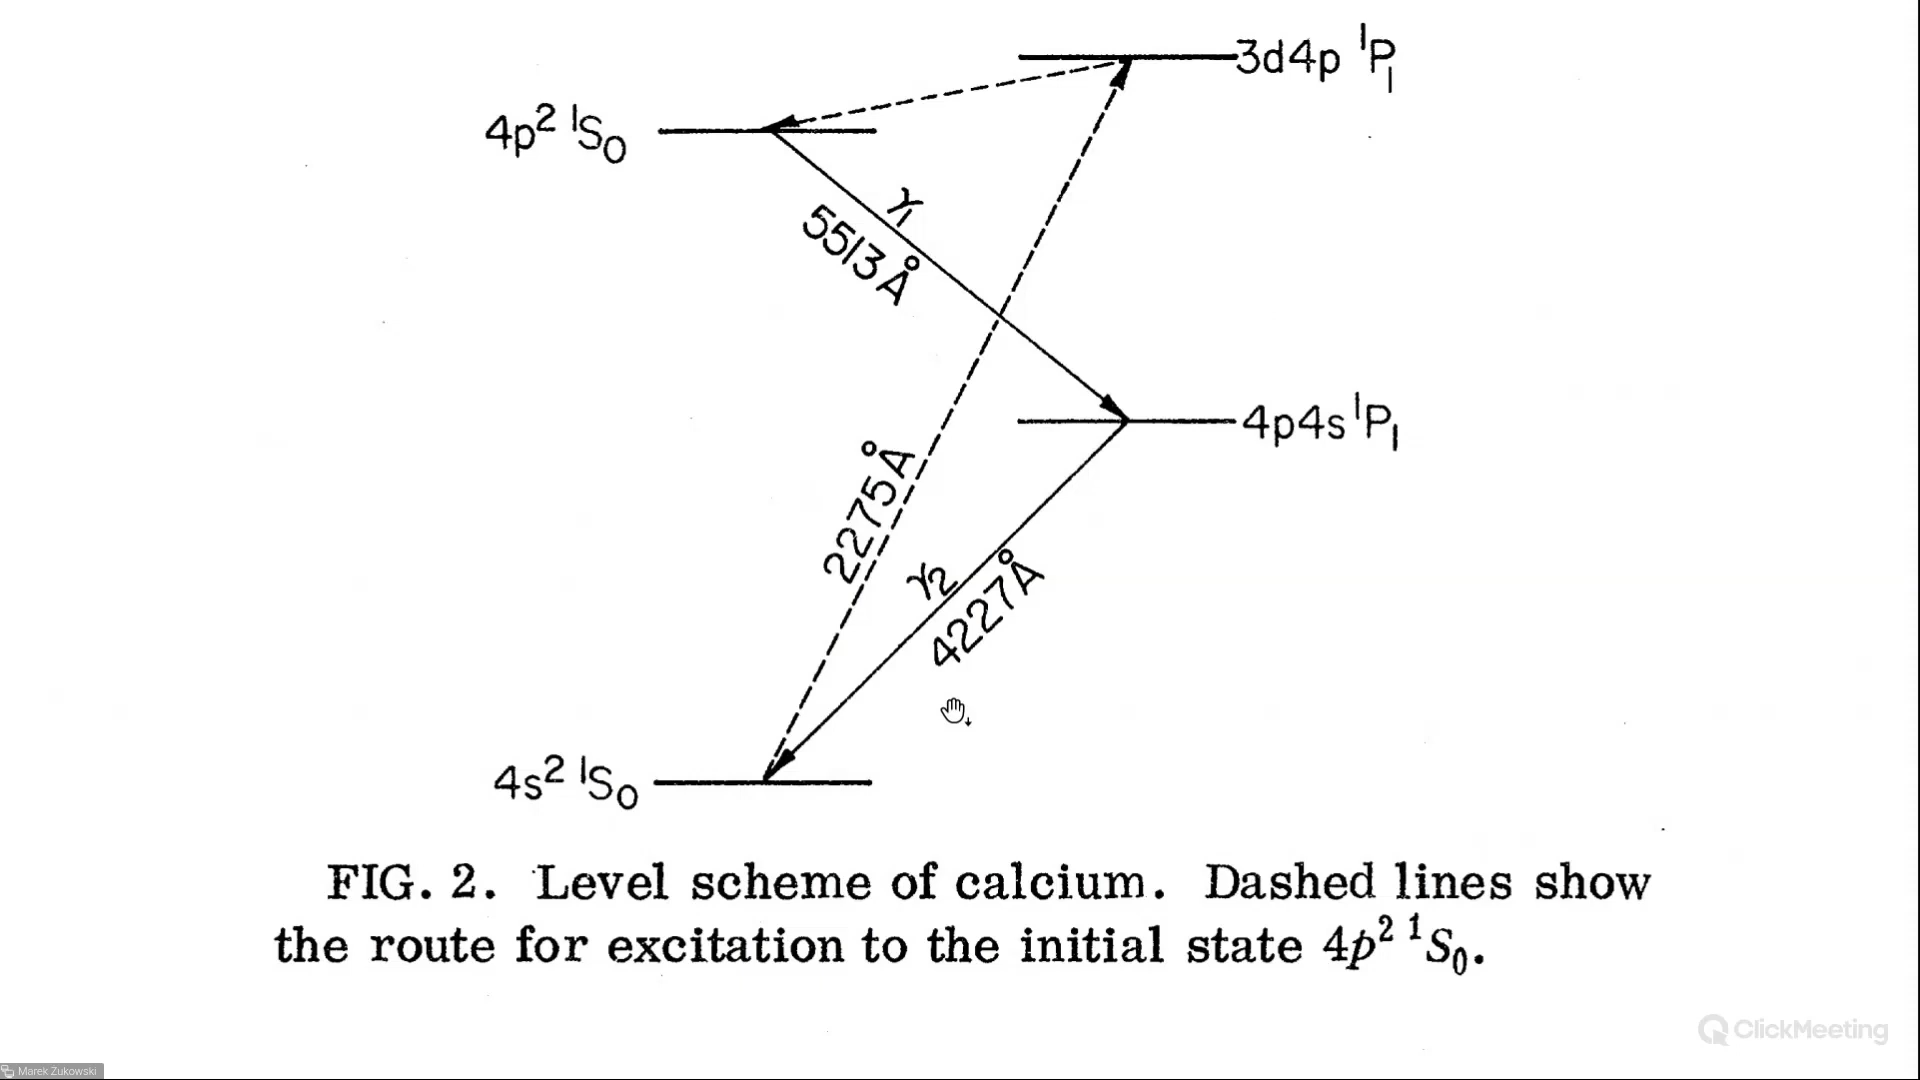 3d4p ¹P₁
4p² ¹S₀
γ₁
5513Å
4p4s ¹P₁
2275Å
γ₂
4227Å
4s² ¹S₀
FIG. 2. Level scheme of calcium. Dashed lines show
the route for excitation to the initial state 4p² ¹S₀.
ClickMeeting
Marek Zukowski